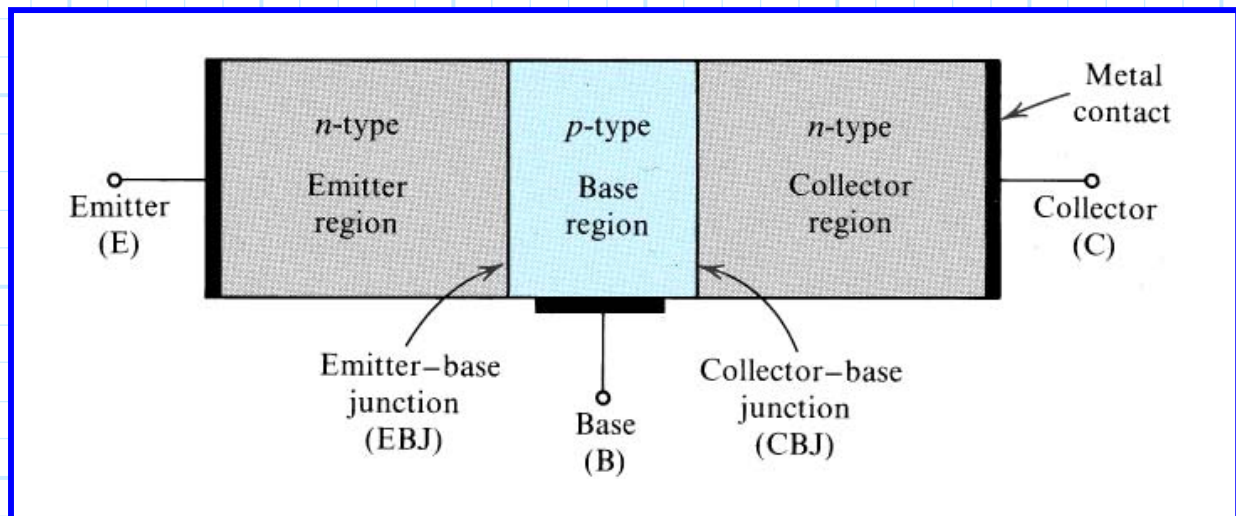 n-type
Emitter
region
p-type
Base
region
n-type
Collector
region
Metal
contact
Emitter
(E)
Collector
(C)
Emitter–base
junction
(EBJ)
Base
(B)
Collector–base
junction
(CBJ)